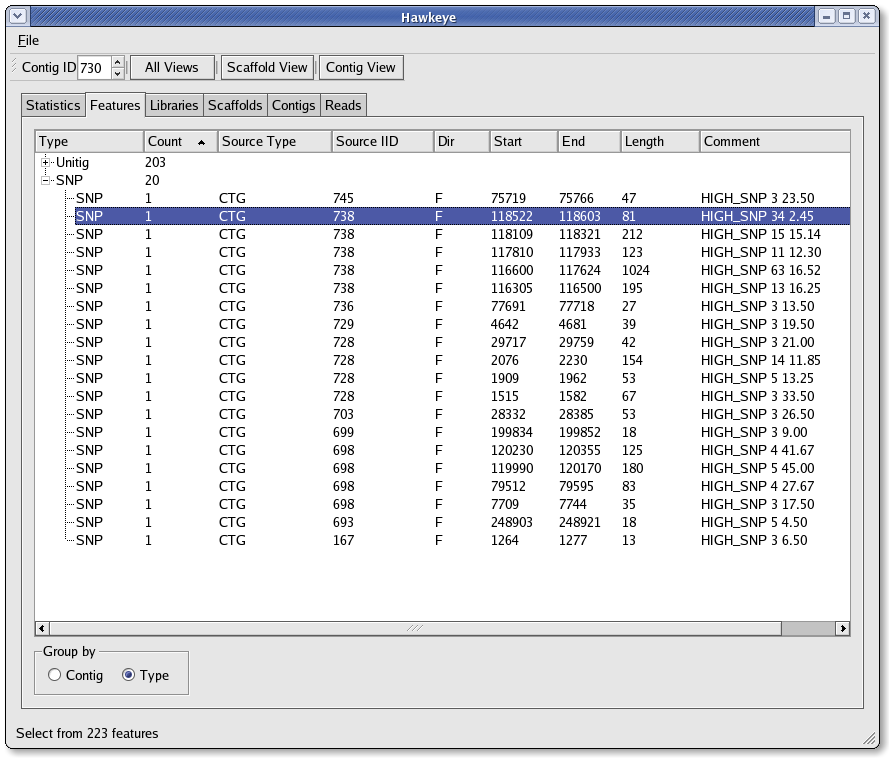 Hawkeye
File
Contig ID 730 All Views Scaffold View Contig View
Statistics Features Libraries Scaffolds Contigs Reads
Type Count Source Type Source IID Dir Start End Length Comment
Unitig 203
SNP 20
SNP 1 CTG 745 F 75719 75766 47 HIGH_SNP 3 23.50
SNP 1 CTG 738 F 118522 118603 81 HIGH_SNP 34 2.45
SNP 1 CTG 738 F 118109 118321 212 HIGH_SNP 15 15.14
SNP 1 CTG 738 F 117810 117933 123 HIGH_SNP 11 12.30
SNP 1 CTG 738 F 116600 117624 1024 HIGH_SNP 63 16.52
SNP 1 CTG 738 F 116305 116500 195 HIGH_SNP 13 16.25
SNP 1 CTG 736 F 77691 77718 27 HIGH_SNP 3 13.50
SNP 1 CTG 729 F 4642 4681 39 HIGH_SNP 3 19.50
SNP 1 CTG 728 F 29717 29759 42 HIGH_SNP 3 21.00
SNP 1 CTG 728 F 2076 2230 154 HIGH_SNP 14 11.85
SNP 1 CTG 728 F 1909 1962 53 HIGH_SNP 5 13.25
SNP 1 CTG 728 F 1515 1582 67 HIGH_SNP 3 33.50
SNP 1 CTG 703 F 28332 28385 53 HIGH_SNP 3 26.50
SNP 1 CTG 699 F 199834 199852 18 HIGH_SNP 3 9.00
SNP 1 CTG 698 F 120230 120355 125 HIGH_SNP 4 41.67
SNP 1 CTG 698 F 119990 120170 180 HIGH_SNP 5 45.00
SNP 1 CTG 698 F 79512 79595 83 HIGH_SNP 4 27.67
SNP 1 CTG 698 F 7709 7744 35 HIGH_SNP 3 17.50
SNP 1 CTG 693 F 248903 248921 18 HIGH_SNP 5 4.50
SNP 1 CTG 167 F 1264 1277 13 HIGH_SNP 3 6.50
Group by
Contig Type
Select from 223 features